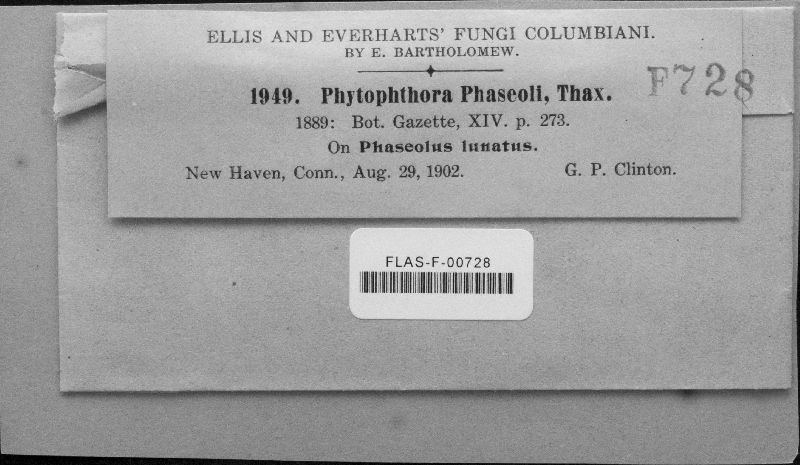 ELLIS AND EVERHARTS' FUNGI COLUMBIANI.
BY E. BARTHOLOMEW.
F728
1949. Phytophthora Phaseoli, Thax.
1889: Bot. Gazette, XIV. p. 273.
On Phaseolus lunatus.
New Haven, Conn., Aug. 29, 1902. G. P. Clinton.
FLAS-F-00728